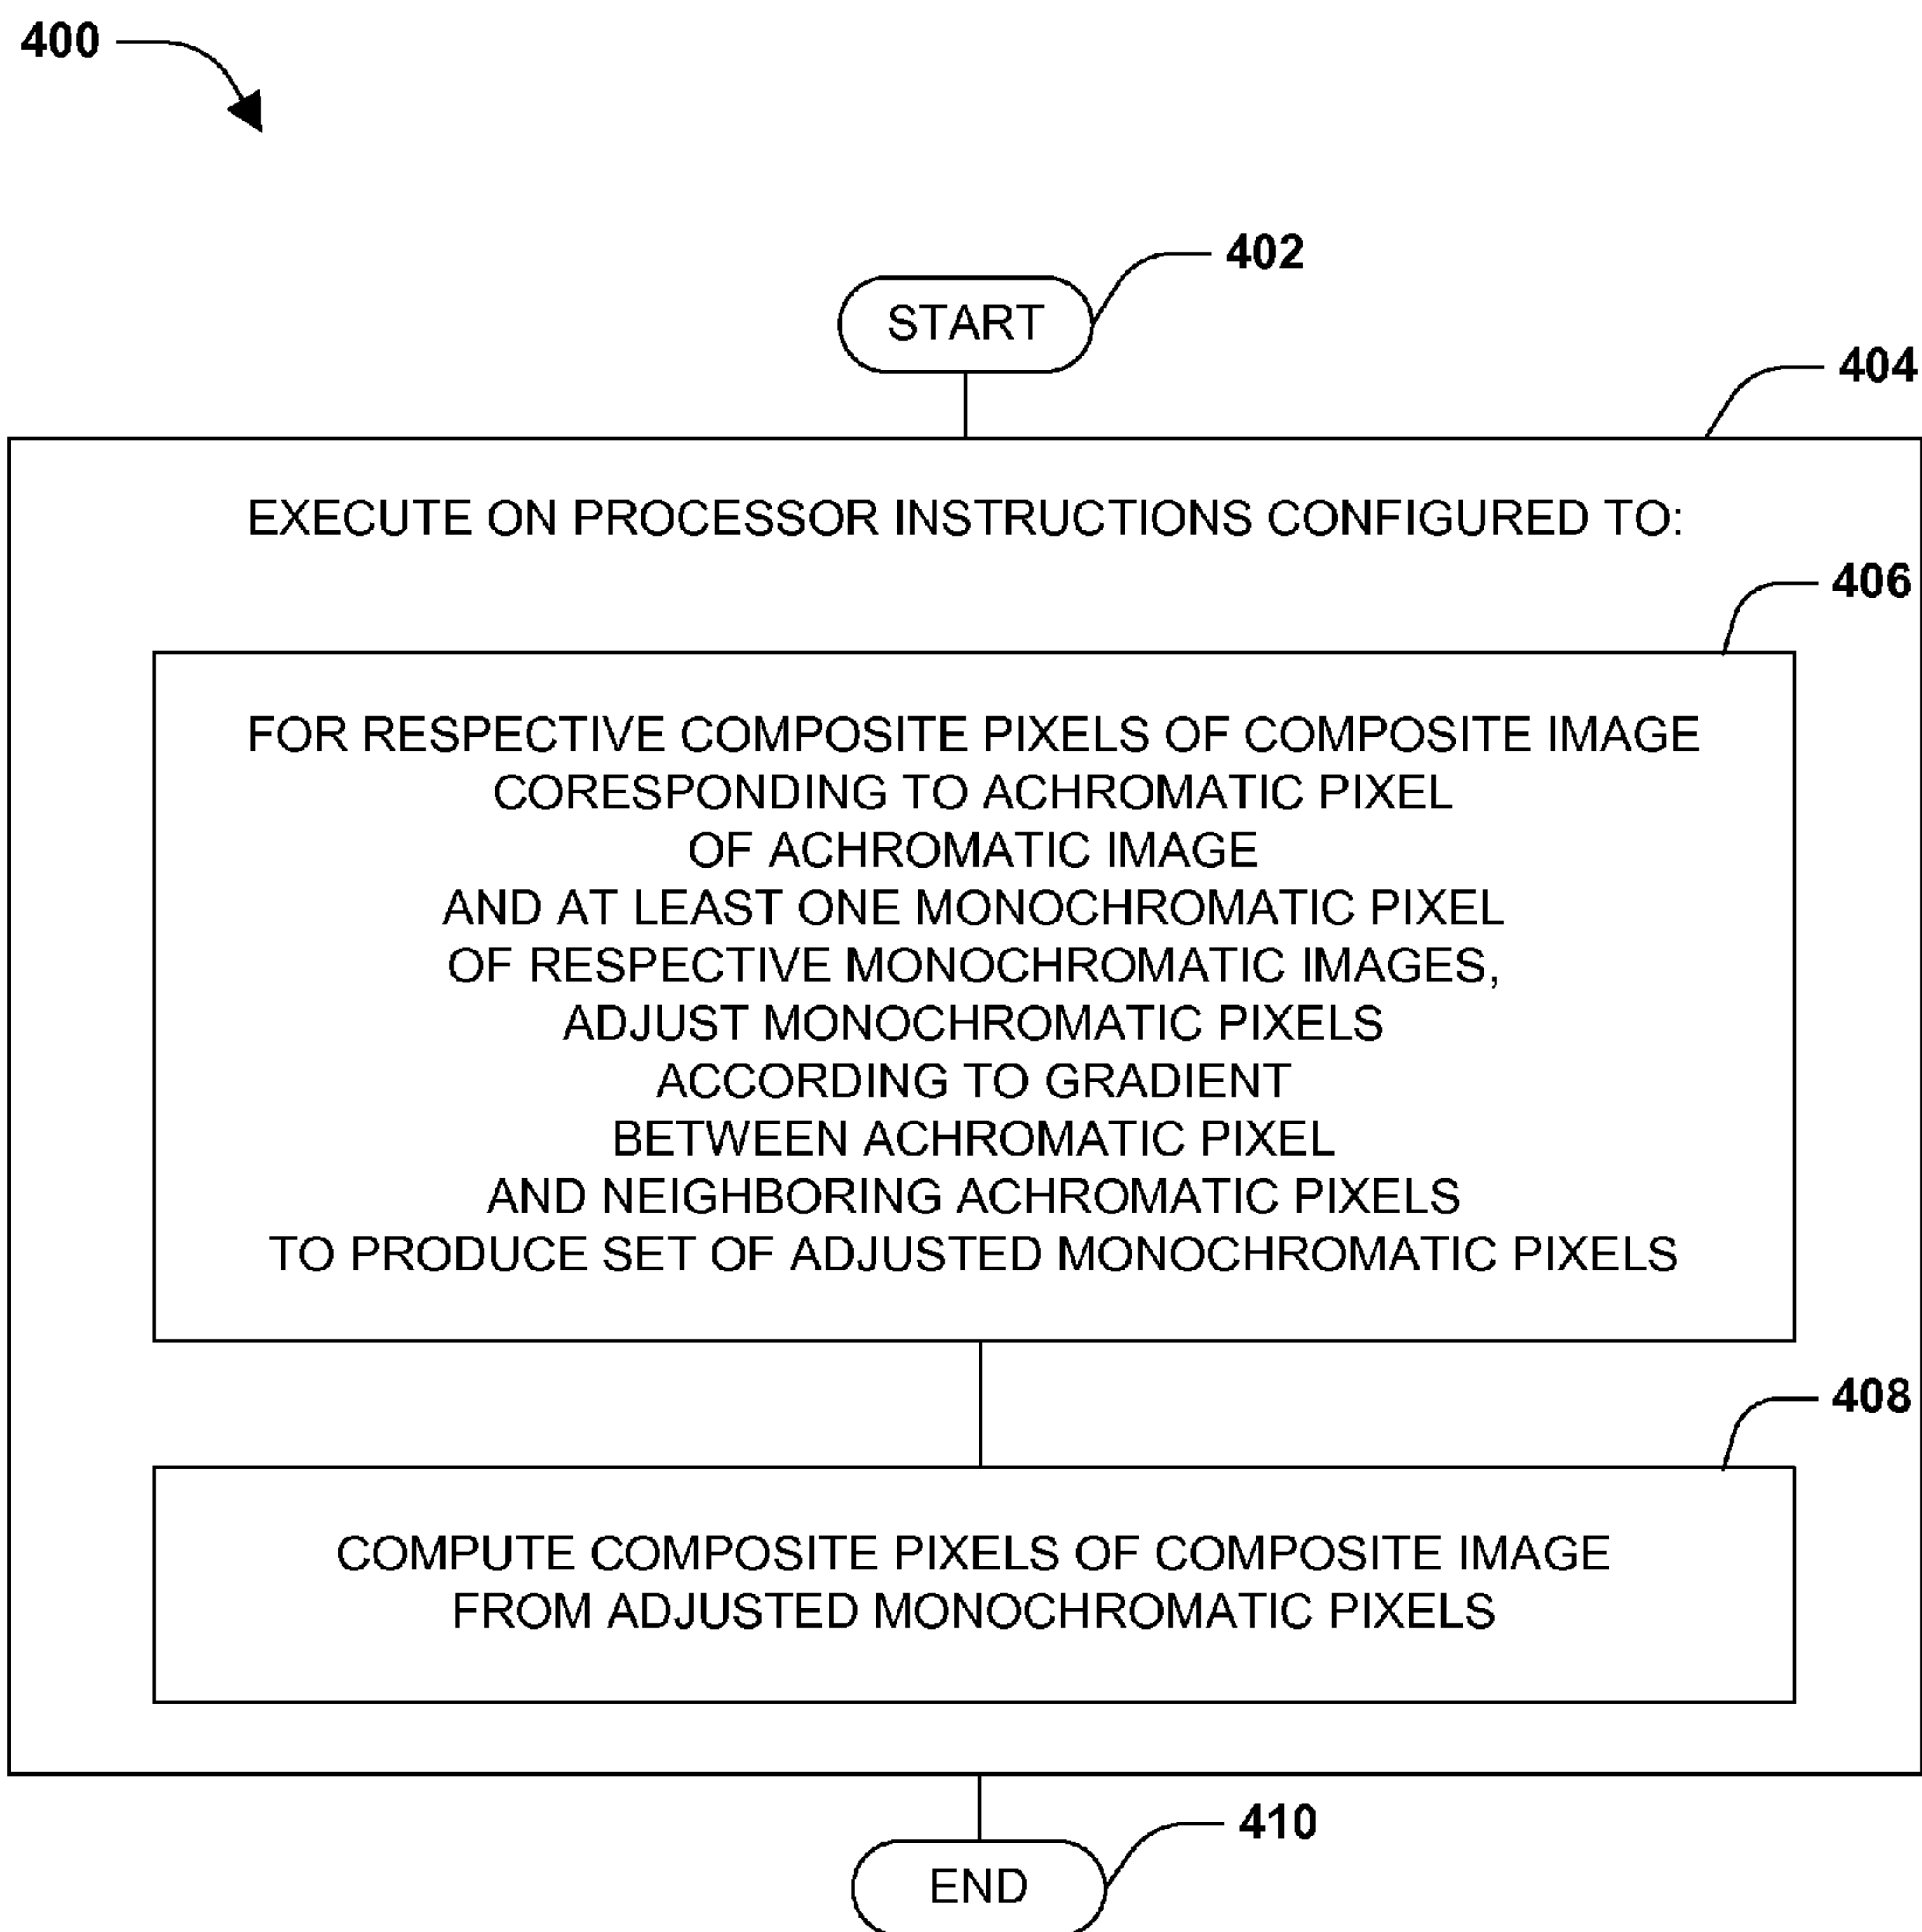 400
402
START
404
EXECUTE ON PROCESSOR INSTRUCTIONS CONFIGURED TO:
406
FOR RESPECTIVE COMPOSITE PIXELS OF COMPOSITE IMAGE
CORESPONDING TO ACHROMATIC PIXEL
OF ACHROMATIC IMAGE
AND AT LEAST ONE MONOCHROMATIC PIXEL
OF RESPECTIVE MONOCHROMATIC IMAGES,
ADJUST MONOCHROMATIC PIXELS
ACCORDING TO GRADIENT
BETWEEN ACHROMATIC PIXEL
AND NEIGHBORING ACHROMATIC PIXELS
TO PRODUCE SET OF ADJUSTED MONOCHROMATIC PIXELS
408
COMPUTE COMPOSITE PIXELS OF COMPOSITE IMAGE
FROM ADJUSTED MONOCHROMATIC PIXELS
410
END